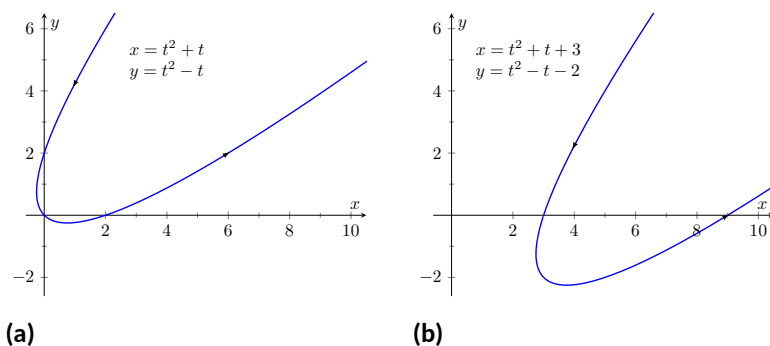 y
6
4
2
−2
2
4
6
8
10
x
x = t² + t
y = t² − t
(a)
y
6
4
2
−2
2
4
6
8
10
x
x = t² + t + 3
y = t² − t − 2
(b)